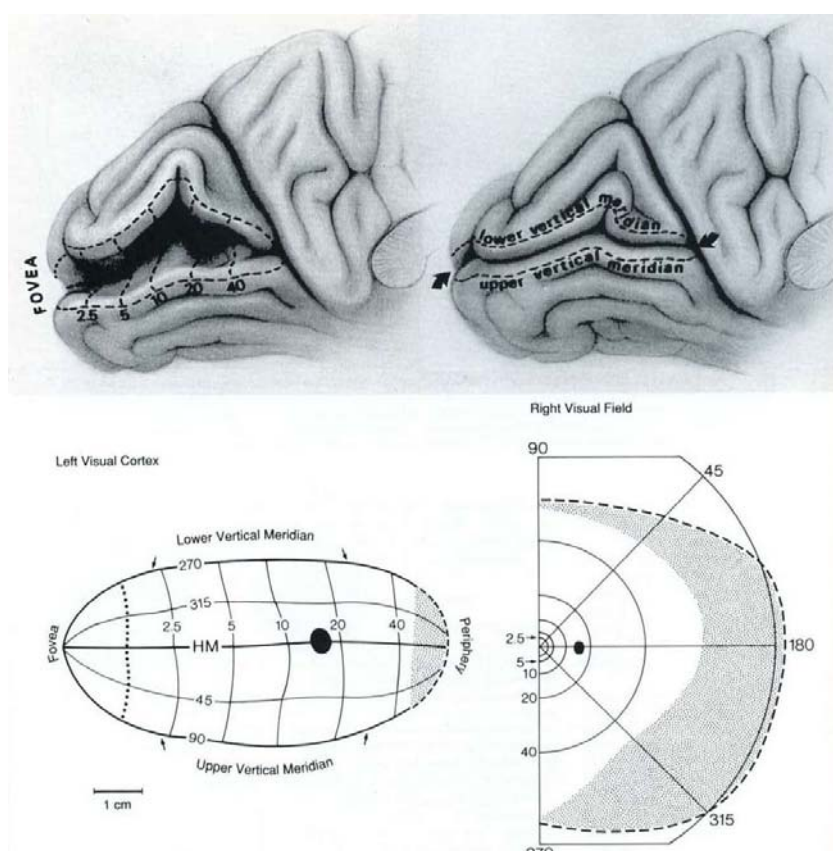 FOVEA
2.5
5
10
20
40
lower vertical meridian
upper vertical meridian
Right Visual Field
Left Visual Cortex
Lower Vertical Meridian
270
315
2.5
5
10
20
40
HM
Fovea
Periphery
45
90
Upper Vertical Meridian
1 cm
90
45
2.5
5
10
20
40
180
315
270